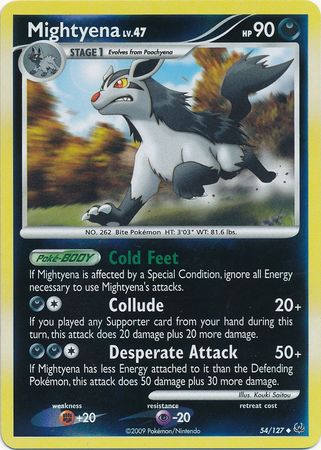 Mightyena LV.47 HP 90
STAGE 1 Evolves from Poochyena
NO. 262 Bite Pokémon HT: 3'03" WT: 81.6 lbs.
Poké-BODY Cold Feet
If Mightyena is affected by a Special Condition, ignore all Energy
necessary to use Mightyena's attacks.
Collude 20+
If you played any Supporter card from your hand during
this turn, this attack does 20 damage plus 20 more damage.
Desperate Attack 50+
If Mightyena has less Energy attached to it than the Defending
Pokémon, this attack does 50 damage plus 30 more damage.
Illus. Kouki Saitou
weakness resistance retreat cost
+20 -20
©2009 Pokémon/Nintendo 54/127